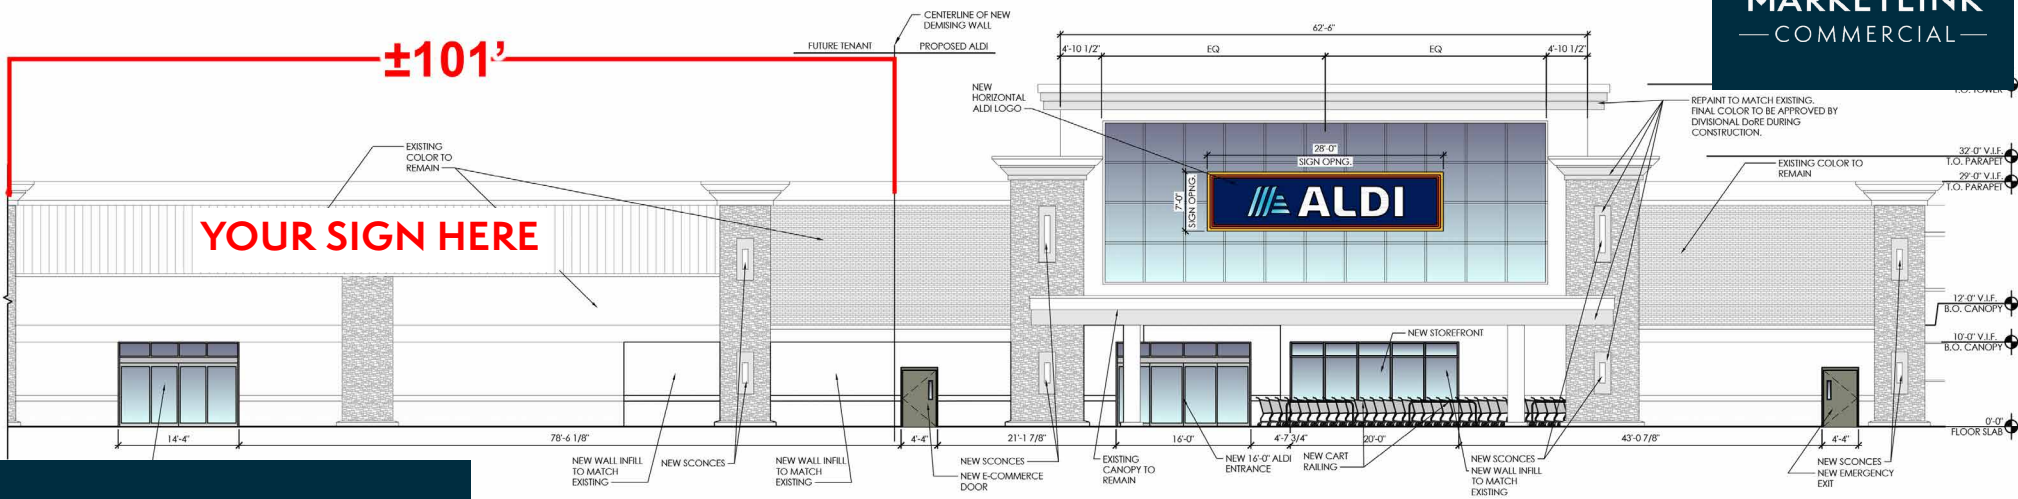 MARKETLINK
COMMERCIAL
CENTERLINE OF NEW
DEMISING WALL
FUTURE TENANT
PROPOSED ALDI
±101'
62'-6"
4'-10 1/2"
EQ
EQ
4'-10 1/2"
NEW
HORIZONTAL
ALDI LOGO
T.O. TOWER
REPAINT TO MATCH EXISTING.
FINAL COLOR TO BE APPROVED BY
DIVISIONAL DoRE DURING
CONSTRUCTION.
EXISTING
COLOR TO
REMAIN
28'-0"
SIGN OPNG.
7'-0"
SIGN OPNG.
ALDI
EXISTING COLOR TO
REMAIN
32'-0" V.I.F.
T.O. PARAPET
29'-0" V.I.F.
T.O. PARAPET
YOUR SIGN HERE
12'-0" V.I.F.
B.O. CANOPY
10'-0" V.I.F.
B.O. CANOPY
NEW STOREFRONT
0'-0"
FLOOR SLAB
14'-4"
78'-6 1/8"
4'-4"
21'-1 7/8"
16'-0"
4'-7 3/4"
20'-0"
43'-0 7/8"
4'-4"
NEW WALL INFILL
TO MATCH
EXISTING
NEW SCONCES
NEW WALL INFILL
TO MATCH
EXISTING
NEW SCONCES
NEW E-COMMERCE
DOOR
EXISTING
CANOPY TO
REMAIN
NEW 16'-0" ALDI
ENTRANCE
NEW CART
RAILING
NEW SCONCES
NEW WALL INFILL
TO MATCH
EXISTING
NEW SCONCES
NEW EMERGENCY
EXIT